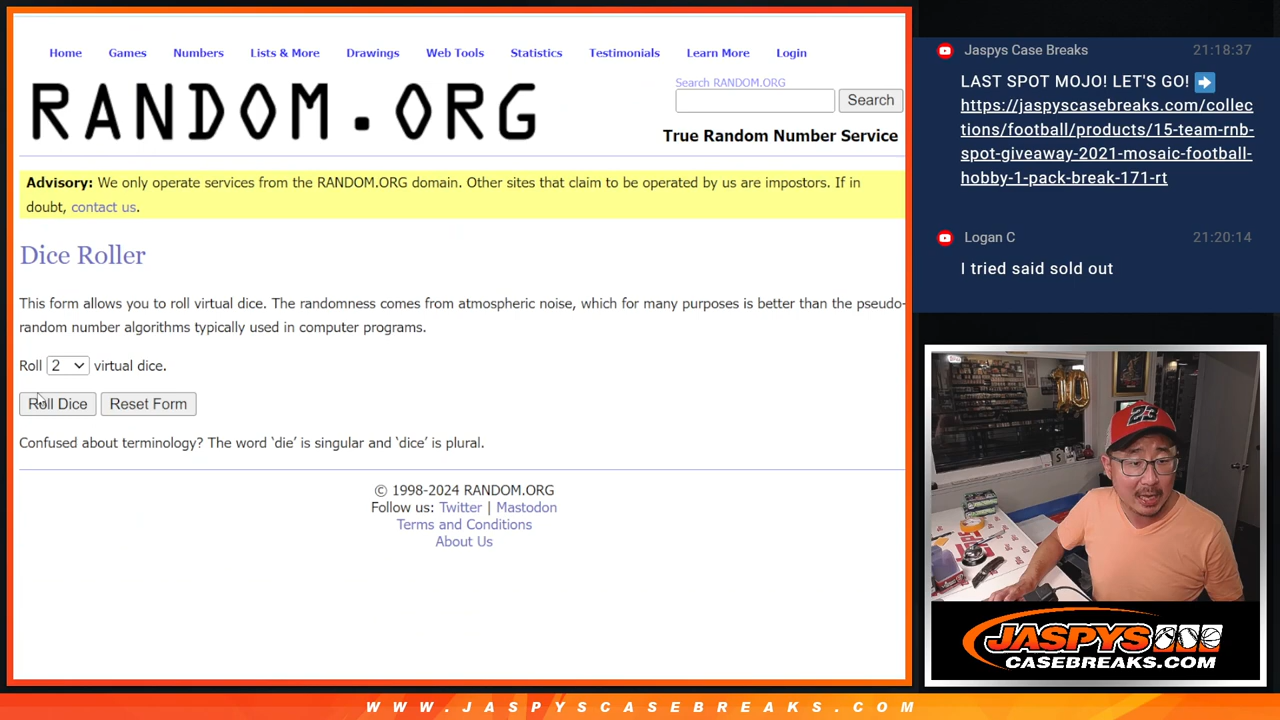 Home Games Numbers Lists & More Drawings Web Tools Statistics Testimonials Learn More Login
RANDOM.ORG
Search RANDOM.ORG
Search
True Random Number Service
Advisory: We only operate services from the RANDOM.ORG domain. Other sites that claim to be operated by us are impostors. If in
doubt, contact us.
Dice Roller
This form allows you to roll virtual dice. The randomness comes from atmospheric noise, which for many purposes is better than the pseudo-
random number algorithms typically used in computer programs.
Roll 2 virtual dice.
Roll Dice Reset Form
Confused about terminology? The word ‘die’ is singular and ‘dice’ is plural.
© 1998-2024 RANDOM.ORG
Follow us: Twitter | Mastodon
Terms and Conditions
About Us
Jaspys Case Breaks 21:18:37
LAST SPOT MOJO! LET'S GO! ➡
https://jaspyscasebreaks.com/collec
tions/football/products/15-team-rnb-
spot-giveaway-2021-mosaic-football-
hobby-1-pack-break-171-rt
Logan C 21:20:14
I tried said sold out
10
23
JASPYS
CASEBREAKS.COM
WWW.JASPYSCASEBREAKS.COM